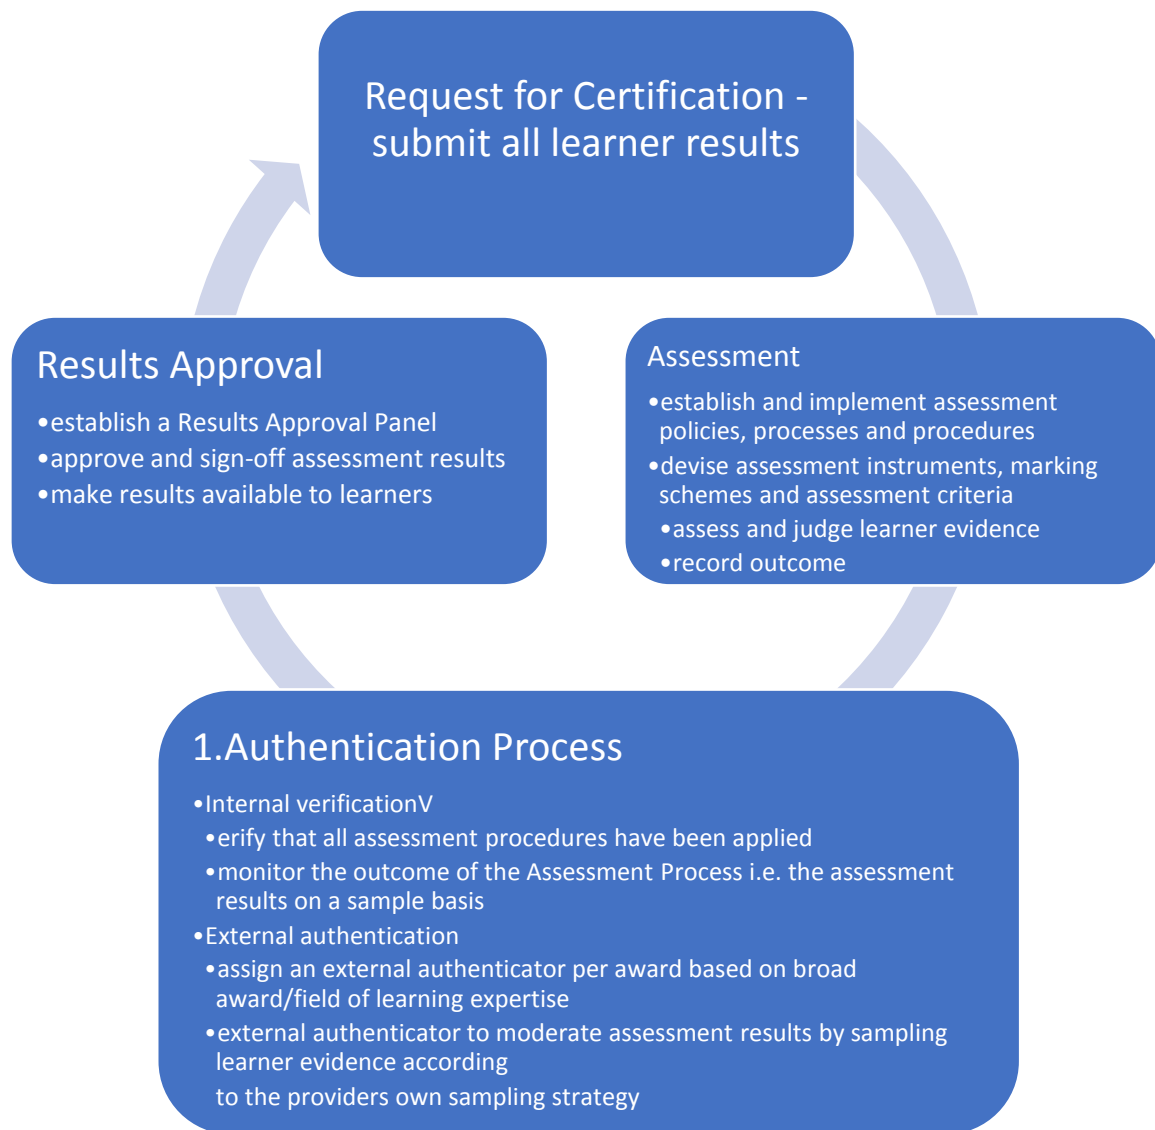 Request for Certification -
submit all learner results
Assessment
•establish and implement assessment
policies, processes and procedures
•devise assessment instruments, marking
schemes and assessment criteria
•assess and judge learner evidence
•record outcome
1.Authentication Process
•Internal verificationV
•erify that all assessment procedures have been applied
•monitor the outcome of the Assessment Process i.e. the assessment
results on a sample basis
•External authentication
•assign an external authenticator per award based on broad
award/field of learning expertise
•external authenticator to moderate assessment results by sampling
learner evidence according
to the providers own sampling strategy
Results Approval
•establish a Results Approval Panel
•approve and sign-off assessment results
•make results available to learners